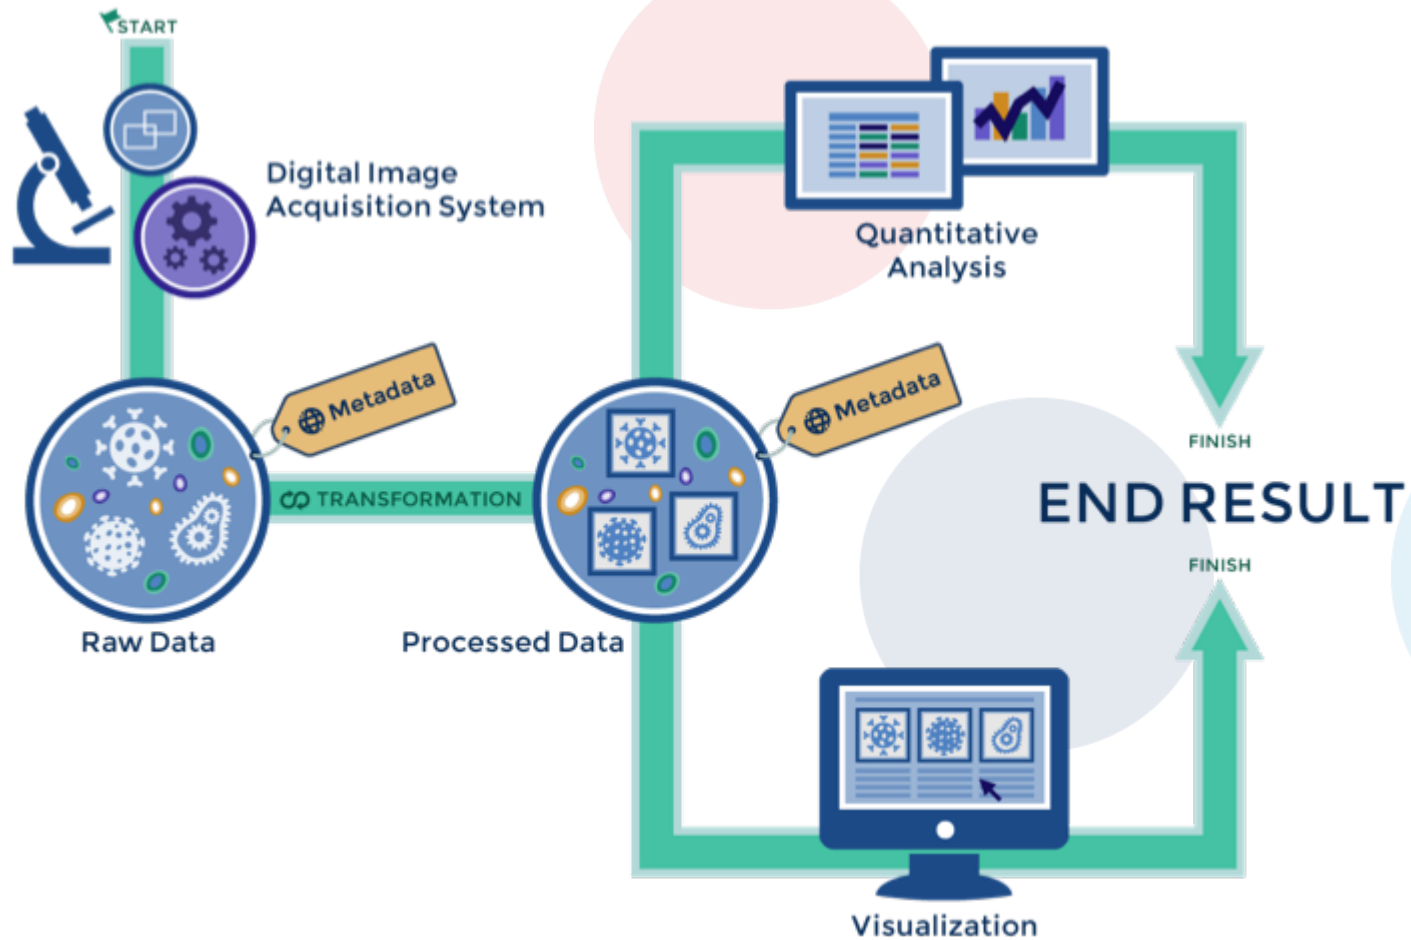 START
Digital Image
Acquisition System
Metadata
TRANSFORMATION
Raw Data
Metadata
Processed Data
Quantitative
Analysis
FINISH
END RESULT
FINISH
Visualization